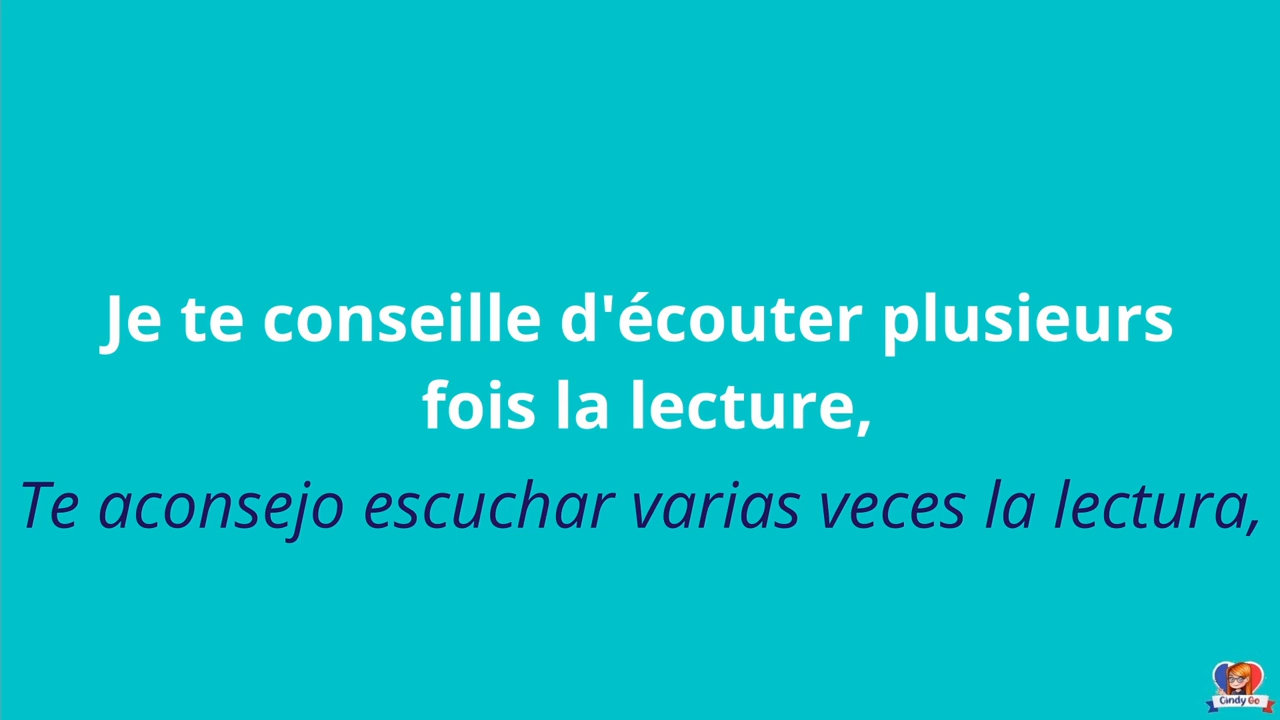 Je te conseille d'écouter plusieurs
fois la lecture,
Te aconsejo escuchar varias veces la lectura,
Cindy Go